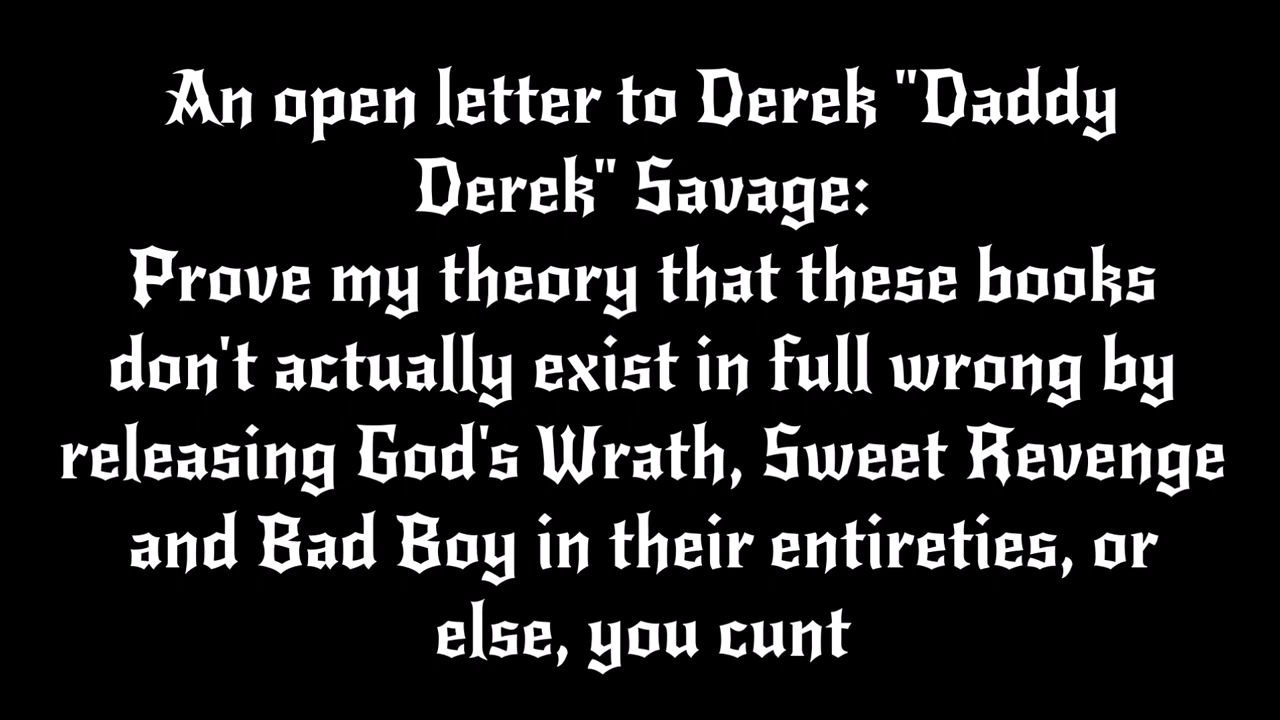 An open letter to Derek "Daddy
Derek" Savage:
Prove my theory that these books
don't actually exist in full wrong by
releasing God's Wrath, Sweet Revenge
and Bad Boy in their entireties, or
else, you cunt